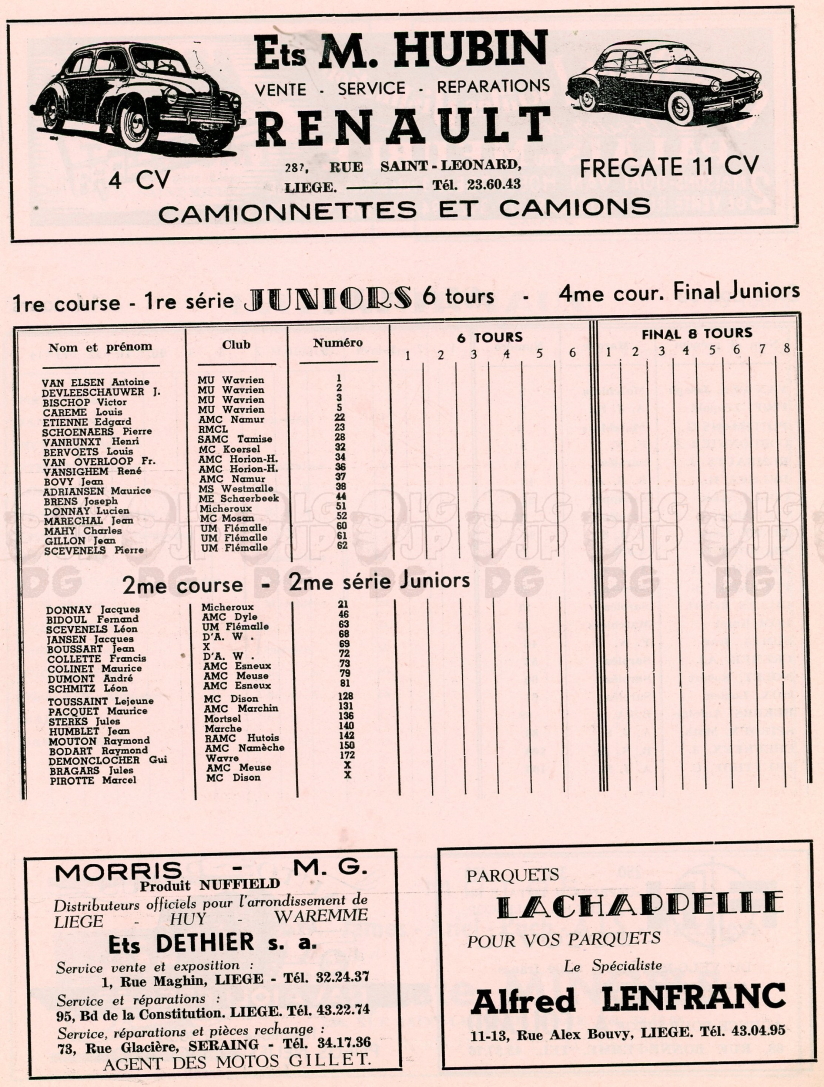 Ets M. HUBIN
VENTE - SERVICE - REPARATIONS
RENAULT
RUE SAINT-LEONARD,
LIEGE. Tél. 23.60.43
4 CV
FREGATE 11 CV
CAMIONNETTES ET CAMIONS
1re course - 1re série JUNIORS 6 tours - 4me cour. Final Juniors
Nom et prénom Club Numéro 6 TOURS FINAL 8 TOURS
1 2 3 4 5 6 1 2 3 4 5 6 7 8
VAN ELSEN Antoine MU Wavrien 1
DEVLEESCHAUWER J. MU Wavrien 2
BISCHOP Victor MU Wavrien 3
CAREME Louis MU Wavrien 5
ETIENNE Edgard AMC Namur 22
SCHOENAERS Pierre RMCL 23
VANRUNXT Henri SAMC Tamise 28
BERVOETS Louis MC Koersel 32
VAN OVERLOOP Fr. AMC Horion-H. 34
VANSIGHEM René AMC Horion-H. 36
BOVY Jean AMC Namur 37
ADRIANSEN Maurice MS Westmalle 38
BRENS Joseph ME Schaerbeek 44
DONNAY Lucien Micheroux 51
MARECHAL Jean MC Mosan 52
MAHY Charles UM Flémalle 60
GILLON Jean UM Flémalle 61
SCEVENELS Pierre UM Flémalle 62
2me course - 2me série Juniors
DONNAY Jacques Micheroux 21
BIDOUL Fernand AMC Dyle 46
SCEVENELS Léon UM Flémalle 63
JANSEN Jacques D'A. W . 68
BOUSSART Jean X 69
COLLETTE Francis D'A. W . 72
COLINET Maurice AMC Esneux 73
DUMONT André AMC Meuse 79
SCHMITZ Léon AMC Esneux 81
TOUSSAINT Lejeune MC Dison 128
PACQUET Maurice AMC Marchin 131
STERKS Jules Mortsel 136
HUMBLET Jean Marche 140
MOUTON Raymond RAMC Hutois 142
BODART Raymond AMC Namèche 150
DEMONCLOCHER Gui Wavre 172
BRAGARS Jules AMC Meuse X
PIROTTE Marcel MC Dison X
MORRIS - M. G.
Produit NUFFIELD
Distributeurs officiels pour l'arrondissement de
LIEGE - HUY - WAREMME
Ets DETHIER s. a.
Service vente et exposition :
1, Rue Maghin, LIEGE - Tél. 32.24.37
Service et réparations :
95, Bd de la Constitution. LIEGE. Tél. 43.22.74
Service, réparations et pièces rechange :
73, Rue Glacière, SERAING - Tél. 34.17.36
AGENT DES MOTOS GILLET.
PARQUETS
LACHAPPELLE
POUR VOS PARQUETS
Le Spécialiste
Alfred LENFRANC
11-13, Rue Alex Bouvy, LIEGE. Tél. 43.04.95